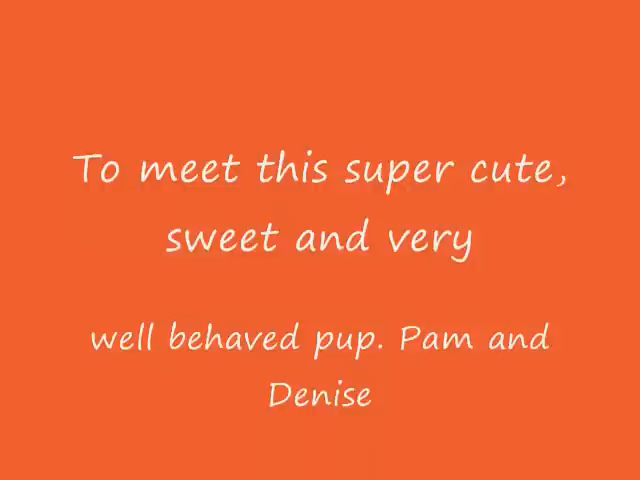 To meet this super cute,
sweet and very
well behaved pup. Pam and
Denise